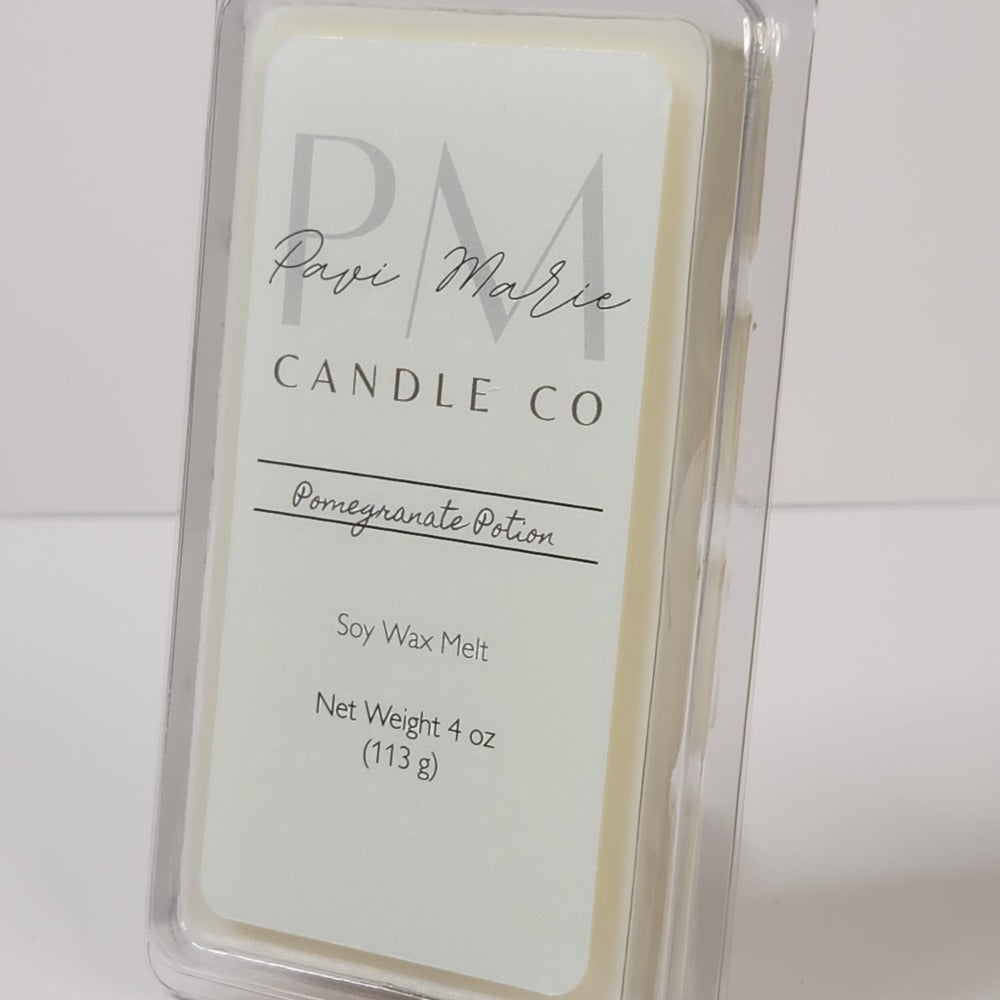 PM
Pavi Marie
CANDLE CO
Pomegranate Potion
Soy Wax Melt
Net Weight 4 oz
(113 g)